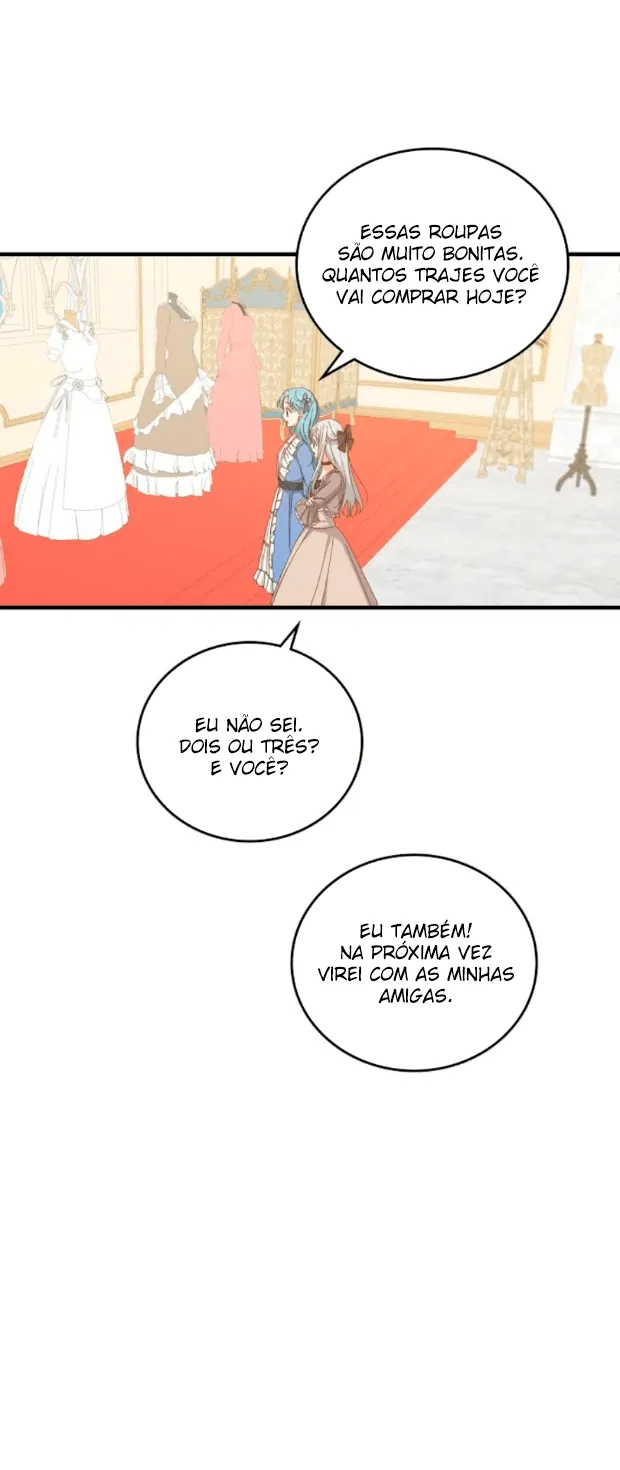 ESSAS ROUPAS
SÃO MUITO BONITAS.
QUANTOS TRAJES VOCÊ
VAI COMPRAR HOJE?
EU NÃO SEI.
DOIS OU TRÊS?
E VOCÊ?
EU TAMBÉM!
NA PRÓXIMA VEZ
VIREI COM AS MINHAS
AMIGAS.